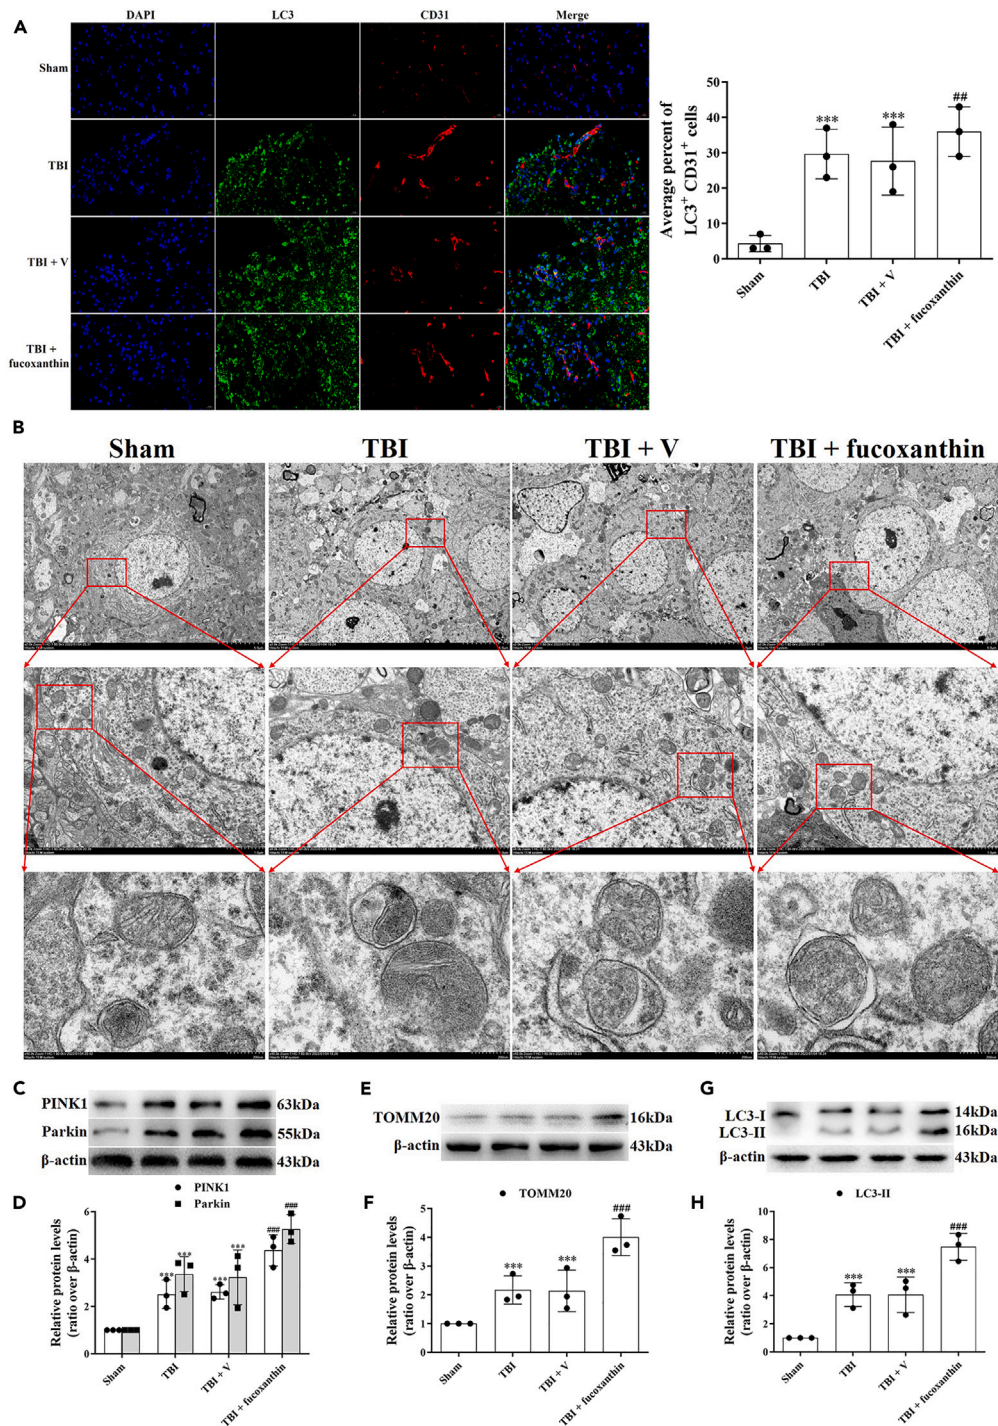 A
DAPI LC3 CD31 Merge
Sham
TBI
TBI + V
TBI +
fucoxanthin
Average percent of
LC3+ CD31+ cells
50
40
30
20
10
0
***
***
##
Sham
TBI
TBI + V
TBI + fucoxanthin
B
Sham TBI TBI + V TBI + fucoxanthin
C
PINK1 63kDa
Parkin 55kDa
β-actin 43kDa
E
TOMM20 16kDa
β-actin 43kDa
G
LC3-I 14kDa
LC3-II 16kDa
β-actin 43kDa
D
PINK1
Parkin
Relative protein levels
(ratio over β-actin)
6
4
2
0
***
***
***
***
###
###
Sham
TBI
TBI + V
TBI + fucoxanthin
F
TOMM20
Relative protein levels
(ratio over β-actin)
5
4
3
2
1
0
***
***
###
Sham
TBI
TBI + V
TBI + fucoxanthin
H
LC3-II
Relative protein levels
(ratio over β-actin)
10
8
6
4
2
0
***
***
###
Sham
TBI
TBI + V
TBI + fucoxanthin